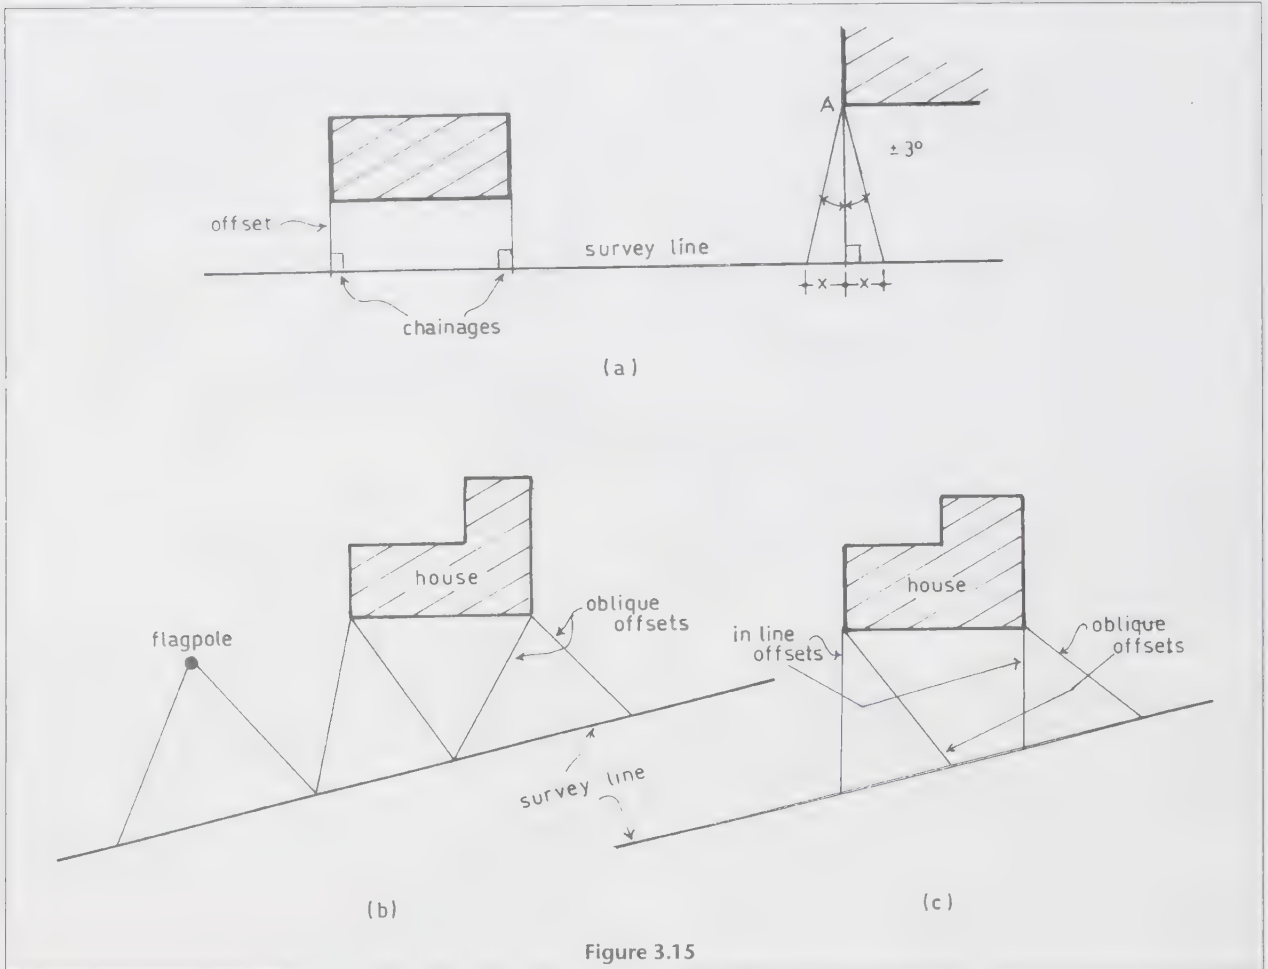 A
± 3°
offset
survey line
x x
chainages
(a)
house
oblique
offsets
flagpole
survey line
(b)
house
in line
offsets
oblique
offsets
(c)
Figure 3.15